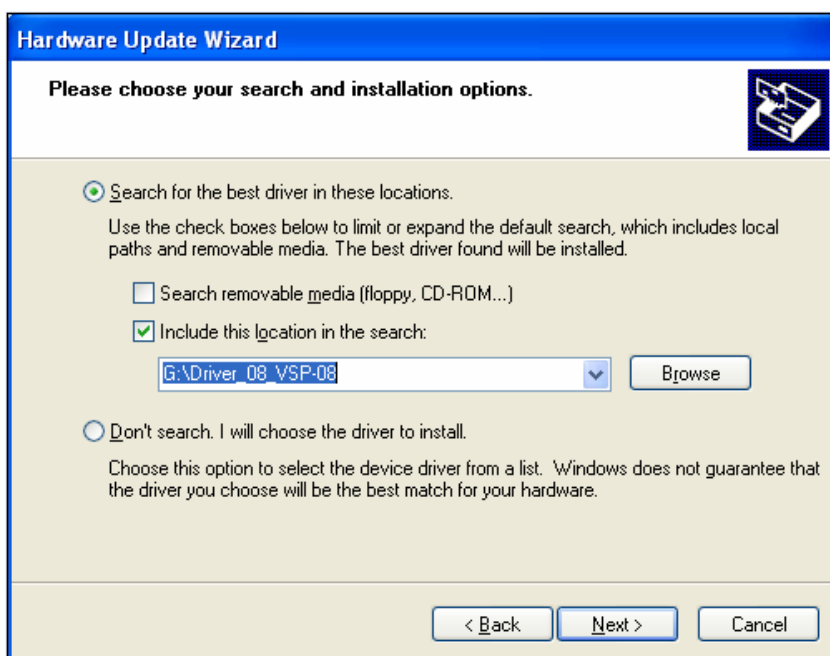 Hardware Update Wizard
Please choose your search and installation options.
Search for the best driver in these locations.
Use the check boxes below to limit or expand the default search, which includes local
paths and removable media. The best driver found will be installed.
Search removable media (floppy, CD-ROM...)
Include this location in the search:
G:\Driver_08_VSP-08
Browse
Don't search. I will choose the driver to install.
Choose this option to select the device driver from a list. Windows does not guarantee that
the driver you choose will be the best match for your hardware.
< Back Next > Cancel